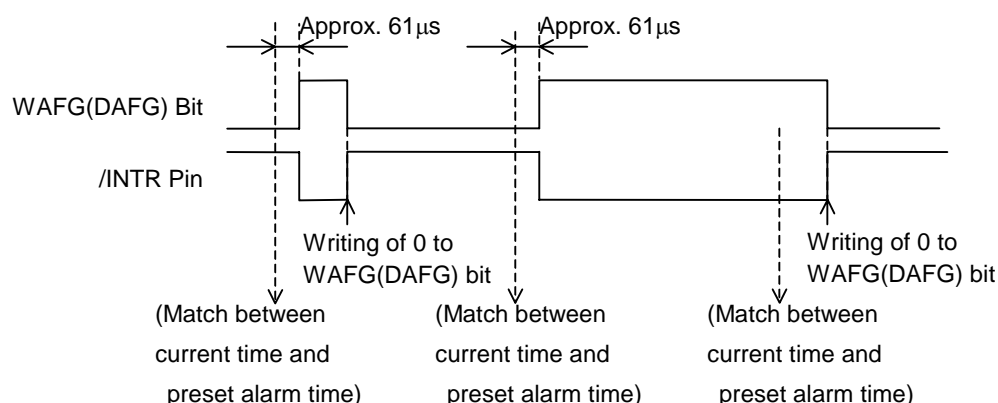 Approx. 61μs
Approx. 61μs
WAFG(DAFG) Bit
/INTR Pin
Writing of 0 to
WAFG(DAFG) bit
Writing of 0 to
WAFG(DAFG) bit
(Match between
current time and
preset alarm time)
(Match between
current time and
preset alarm time)
(Match between
current time and
preset alarm time)